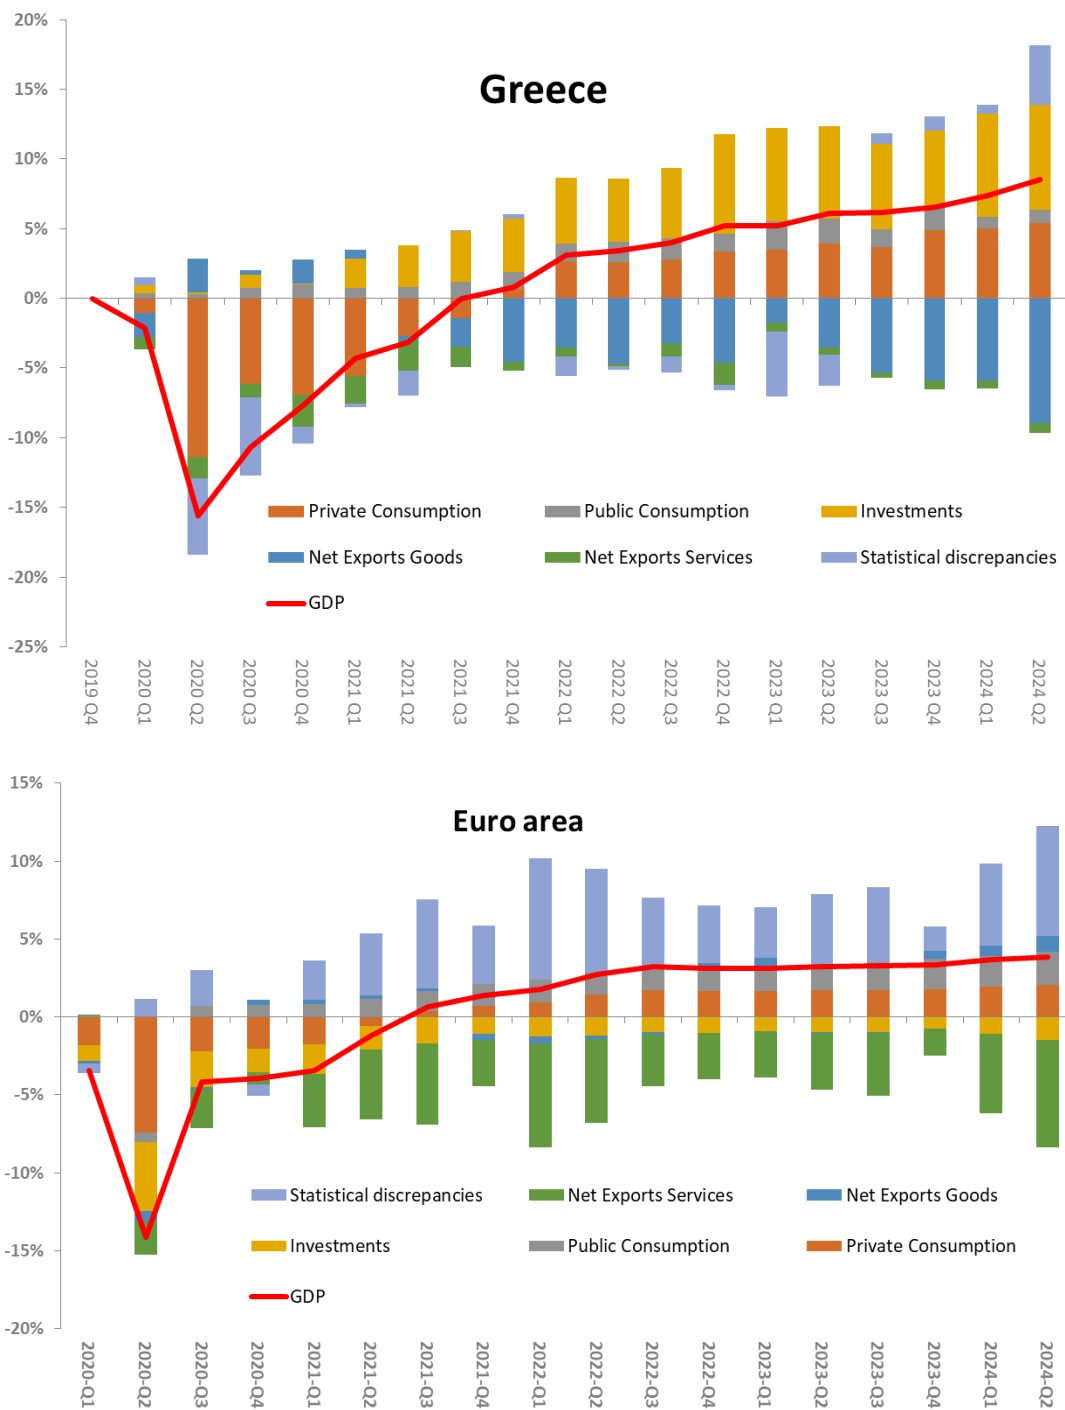 20%
Greece
15%
10%
5%
0%
-5%
-10%
-15%
-20%
-25%
Private Consumption Public Consumption Investments
Net Exports Goods Net Exports Services Statistical discrepancies
GDP
2019 Q4 2020 Q1 2020 Q2 2020 Q3 2020 Q4 2021 Q1 2021 Q2 2021 Q3 2021 Q4 2022 Q1 2022 Q2 2022 Q3 2022 Q4 2023 Q1 2023 Q2 2023 Q3 2023 Q4 2024 Q1 2024 Q2
15%
Euro area
10%
5%
0%
-5%
-10%
-15%
-20%
Statistical discrepancies Net Exports Services Net Exports Goods
Investments Public Consumption Private Consumption
GDP
2020-Q1 2020-Q2 2020-Q3 2020-Q4 2021-Q1 2021-Q2 2021-Q3 2021-Q4 2022-Q1 2022-Q2 2022-Q3 2022-Q4 2023-Q1 2023-Q2 2023-Q3 2023-Q4 2024-Q1 2024-Q2